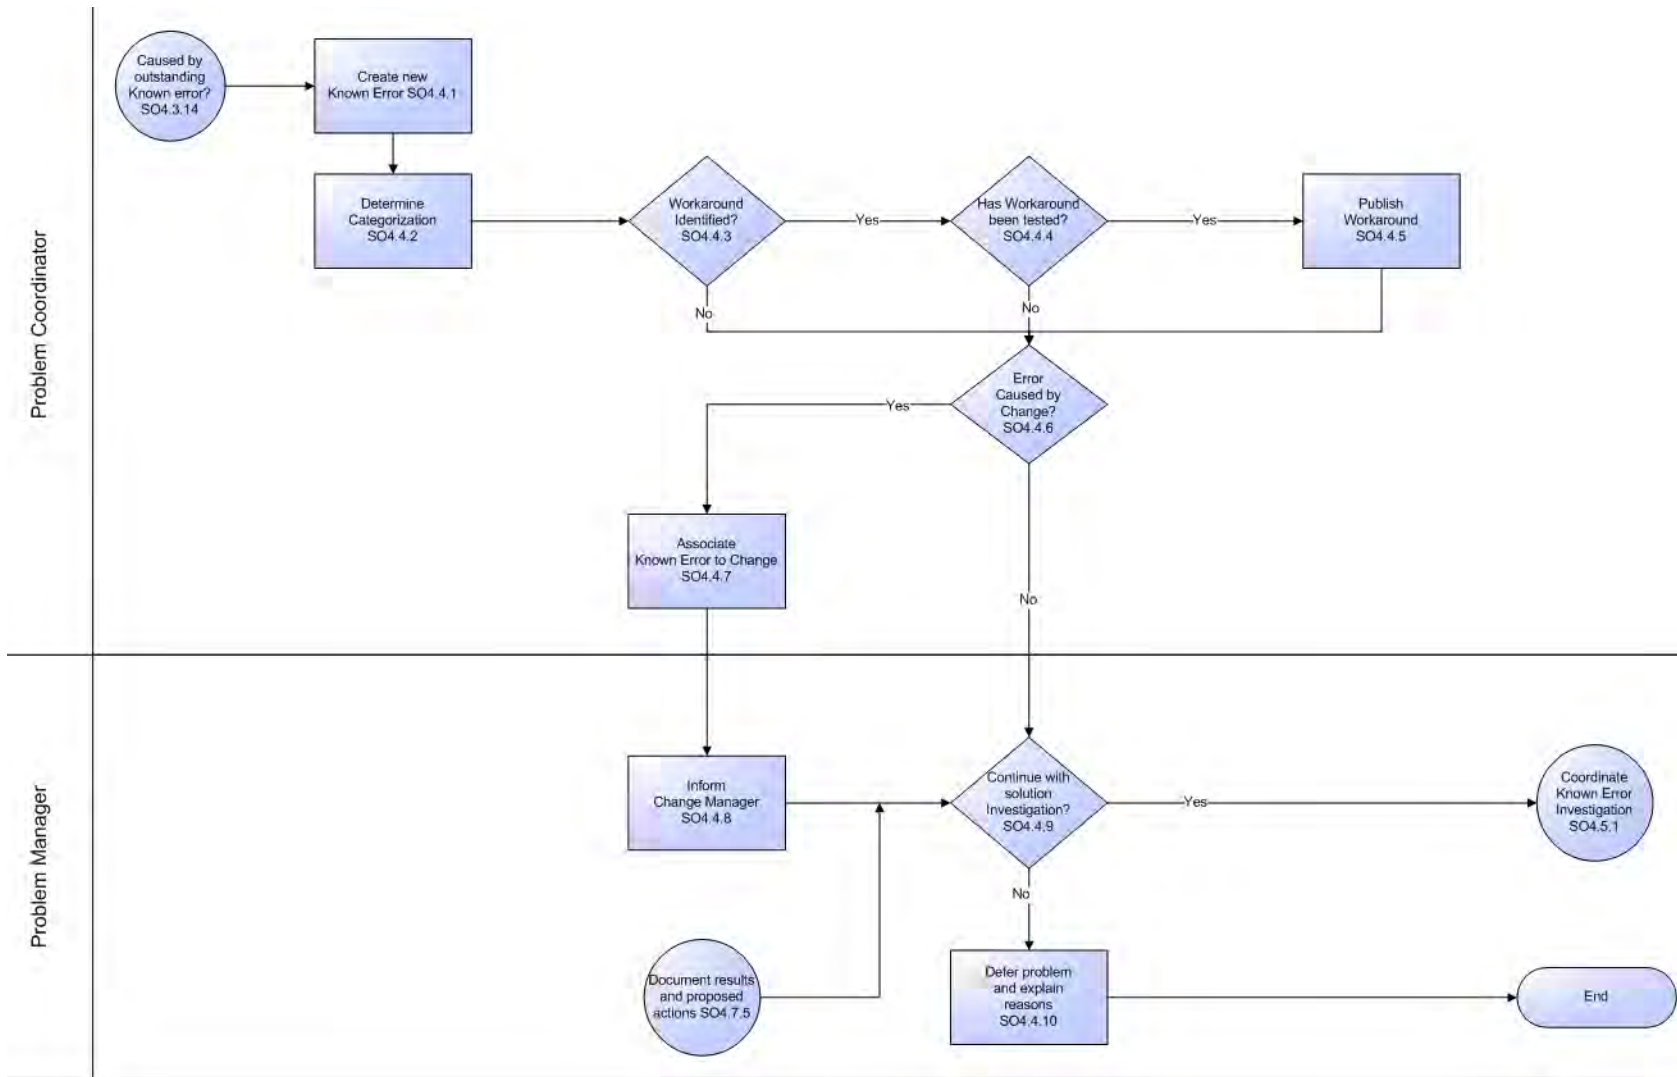 Problem Coordinator
Caused by
outstanding
Known error?
SO4.3.14
Create new
Known Error SO4.4.1
Determine
Categorization
SO4.4.2
Workaround
Identified?
SO4.4.3
Yes
Has Workaround
been tested?
SO4.4.4
Yes
Publish
Workaround
SO4.4.5
No
No
Error
Caused by
Change?
SO4.4.6
Yes
Associate
Known Error to Change
SO4.4.7
No
Problem Manager
Inform
Change Manager
SO4.4.8
Continue with
solution
Investigation?
SO4.4.9
Yes
Coordinate
Known Error
Investigation
SO4.5.1
No
Document results
and proposed
actions SO4.7.5
Defer problem
and explain
reasons
SO4.4.10
End